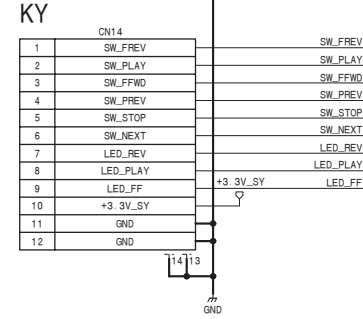 KY
CN14
1 SW_FREV SW_FREV
2 SW_PLAY SW_PLAY
3 SW_FFWD SW_FFWD
4 SW_PREV SW_PREV
5 SW_STOP SW_STOP
6 SW_NEXT SW_NEXT
7 LED_REV LED_REV
8 LED_PLAY LED_PLAY
9 LED_FF +3.3V_SY LED_FF
10 +3.3V_SY
11 GND
12 GND
14 13
GND